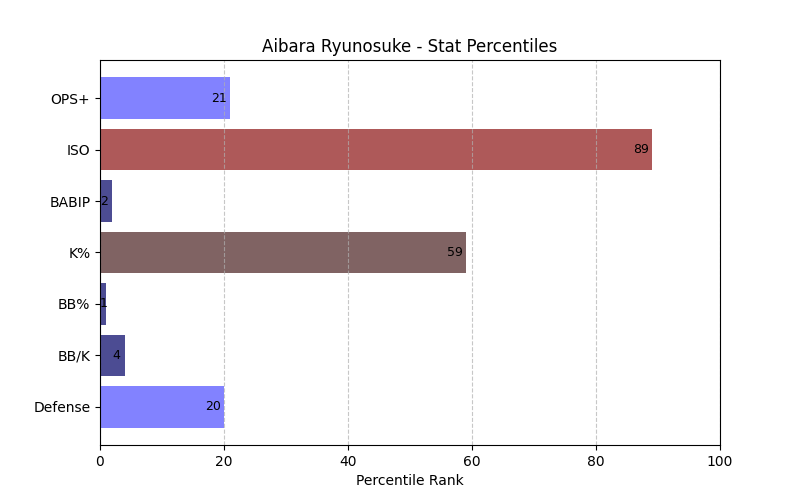 Aibara Ryunosuke - Stat Percentiles
OPS+ 21
ISO 89
BABIP 2
K% 59
BB% 1
BB/K 4
Defense 20
0 20 40 60 80 100
Percentile Rank